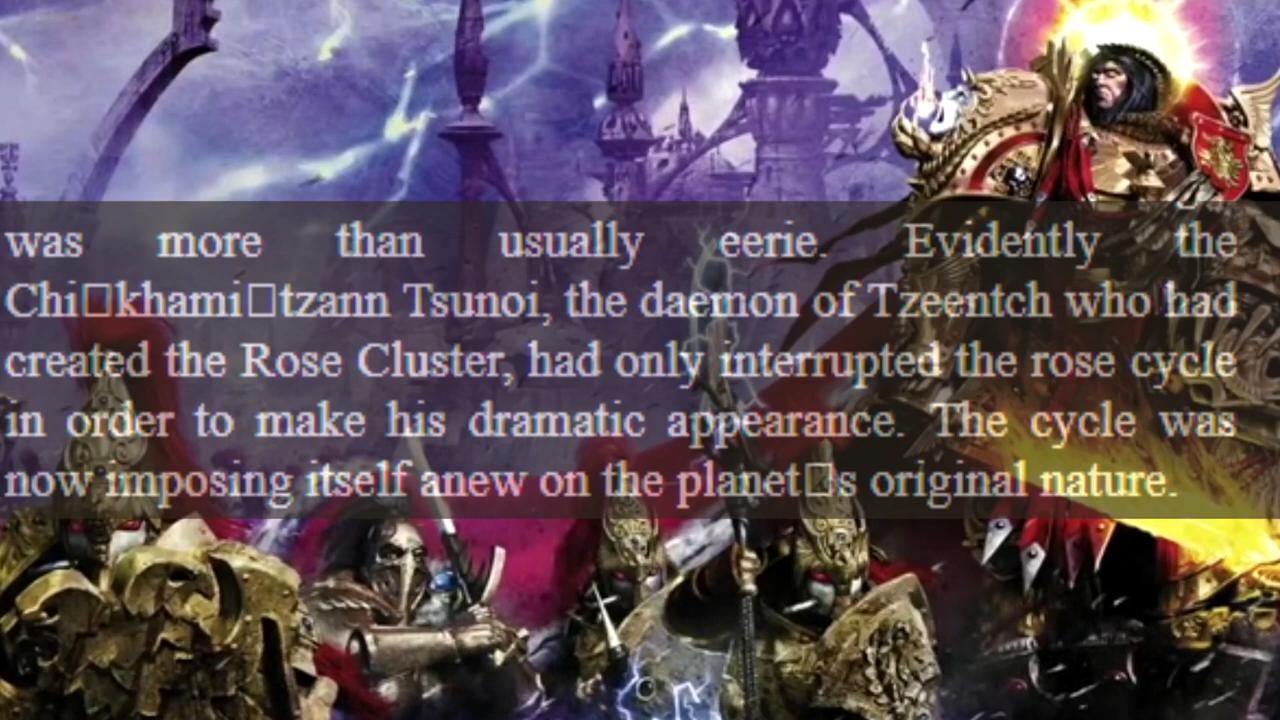 was more than usually eerie. Evidently the
Chi□khami□tzann Tsunoi, the daemon of Tzeentch who had
created the Rose Cluster, had only interrupted the rose cycle
in order to make his dramatic appearance. The cycle was
now imposing itself anew on the planet□s original nature.